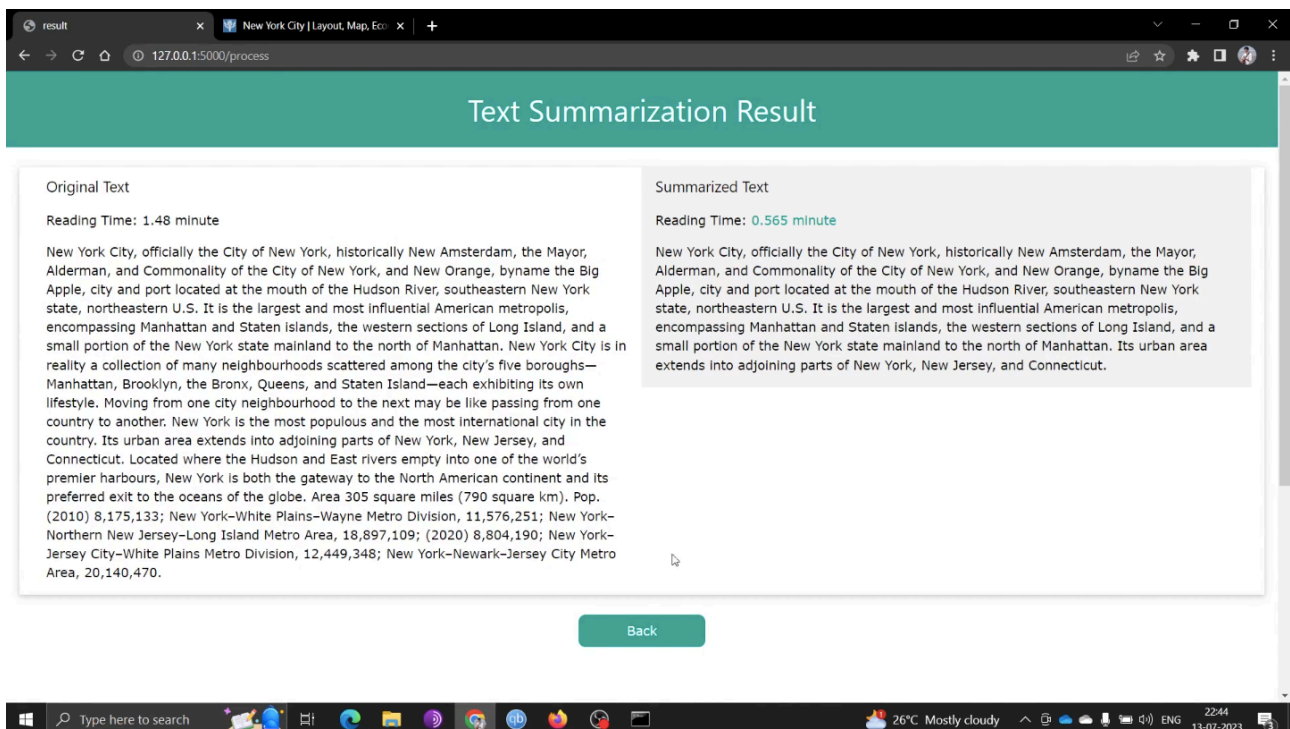 result
New York City | Layout, Map, Eco
127.0.0.1:5000/process
Text Summarization Result
Original Text
Reading Time: 1.48 minute
New York City, officially the City of New York, historically New Amsterdam, the Mayor,
Alderman, and Commonality of the City of New York, and New Orange, byname the Big
Apple, city and port located at the mouth of the Hudson River, southeastern New York
state, northeastern U.S. It is the largest and most influential American metropolis,
encompassing Manhattan and Staten islands, the western sections of Long Island, and a
small portion of the New York state mainland to the north of Manhattan. New York City is in
reality a collection of many neighbourhoods scattered among the city’s five boroughs—
Manhattan, Brooklyn, the Bronx, Queens, and Staten Island—each exhibiting its own
lifestyle. Moving from one city neighbourhood to the next may be like passing from one
country to another. New York is the most populous and the most international city in the
country. Its urban area extends into adjoining parts of New York, New Jersey, and
Connecticut. Located where the Hudson and East rivers empty into one of the world’s
premier harbours, New York is both the gateway to the North American continent and its
preferred exit to the oceans of the globe. Area 305 square miles (790 square km). Pop.
(2010) 8,175,133; New York–White Plains–Wayne Metro Division, 11,576,251; New York–
Northern New Jersey–Long Island Metro Area, 18,897,109; (2020) 8,804,190; New York–
Jersey City–White Plains Metro Division, 12,449,348; New York–Newark–Jersey City Metro
Area, 20,140,470.
Summarized Text
Reading Time: 0.565 minute
New York City, officially the City of New York, historically New Amsterdam, the Mayor,
Alderman, and Commonality of the City of New York, and New Orange, byname the Big
Apple, city and port located at the mouth of the Hudson River, southeastern New York
state, northeastern U.S. It is the largest and most influential American metropolis,
encompassing Manhattan and Staten islands, the western sections of Long Island, and a
small portion of the New York state mainland to the north of Manhattan. Its urban area
extends into adjoining parts of New York, New Jersey, and Connecticut.
Back
Type here to search
qb
26°C Mostly cloudy
ENG
22:44
13-07-2023